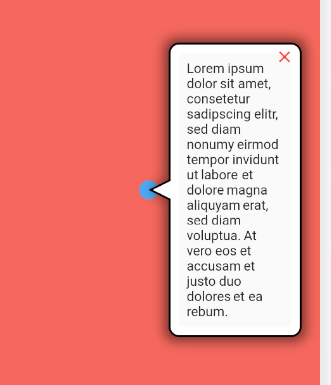 Lorem ipsum
dolor sit amet,
consetetur
sadipscing elitr,
sed diam
nonumy eirmod
tempor invidunt
ut labore et
dolore magna
aliquyam erat,
sed diam
voluptua. At
vero eos et
accusam et
justo duo
dolores et ea
rebum.